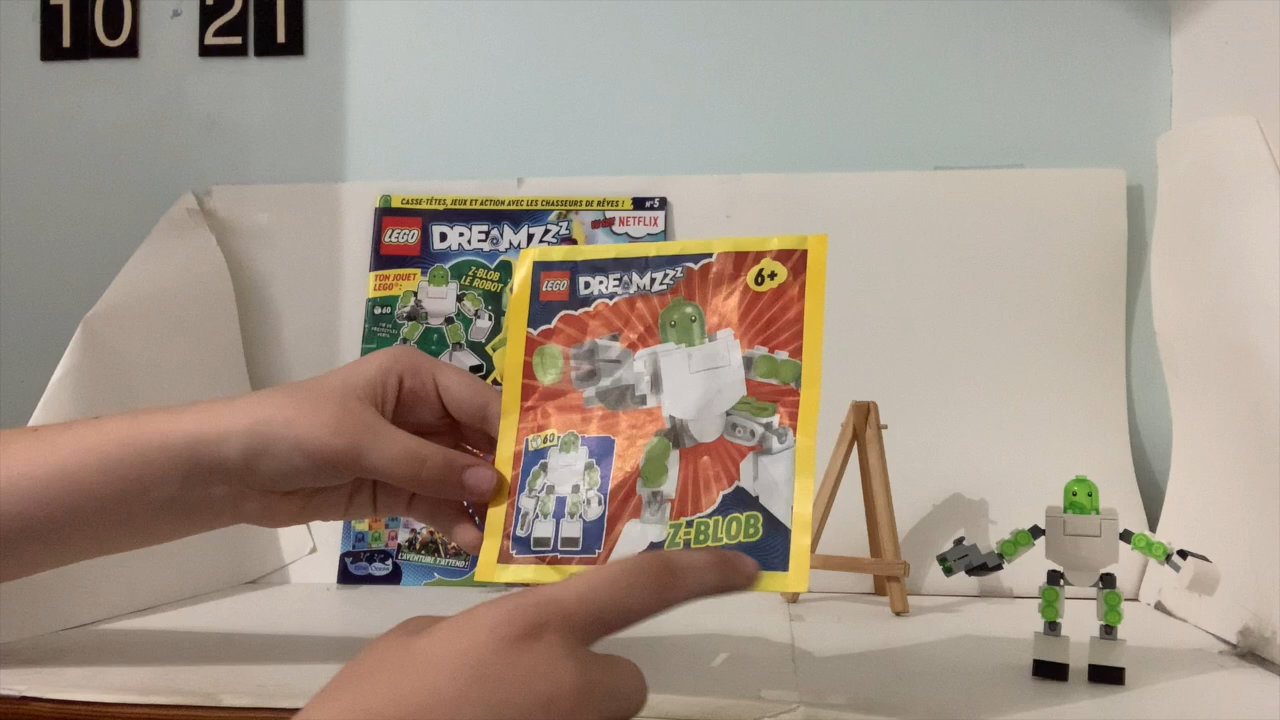 10 21
CASSE-TÊTES, JEUX ET ACTION AVEC LES CHASSEURS DE RÊVES !
N°5
NETFLIX
LEGO DREAMZzz
TON JOUET
LEGO® :
Z-BLOB
LE ROBOT
60
L'AVENTURE T'ATTEND !
LEGO DREAMZzz
6+
60
Z-BLOB